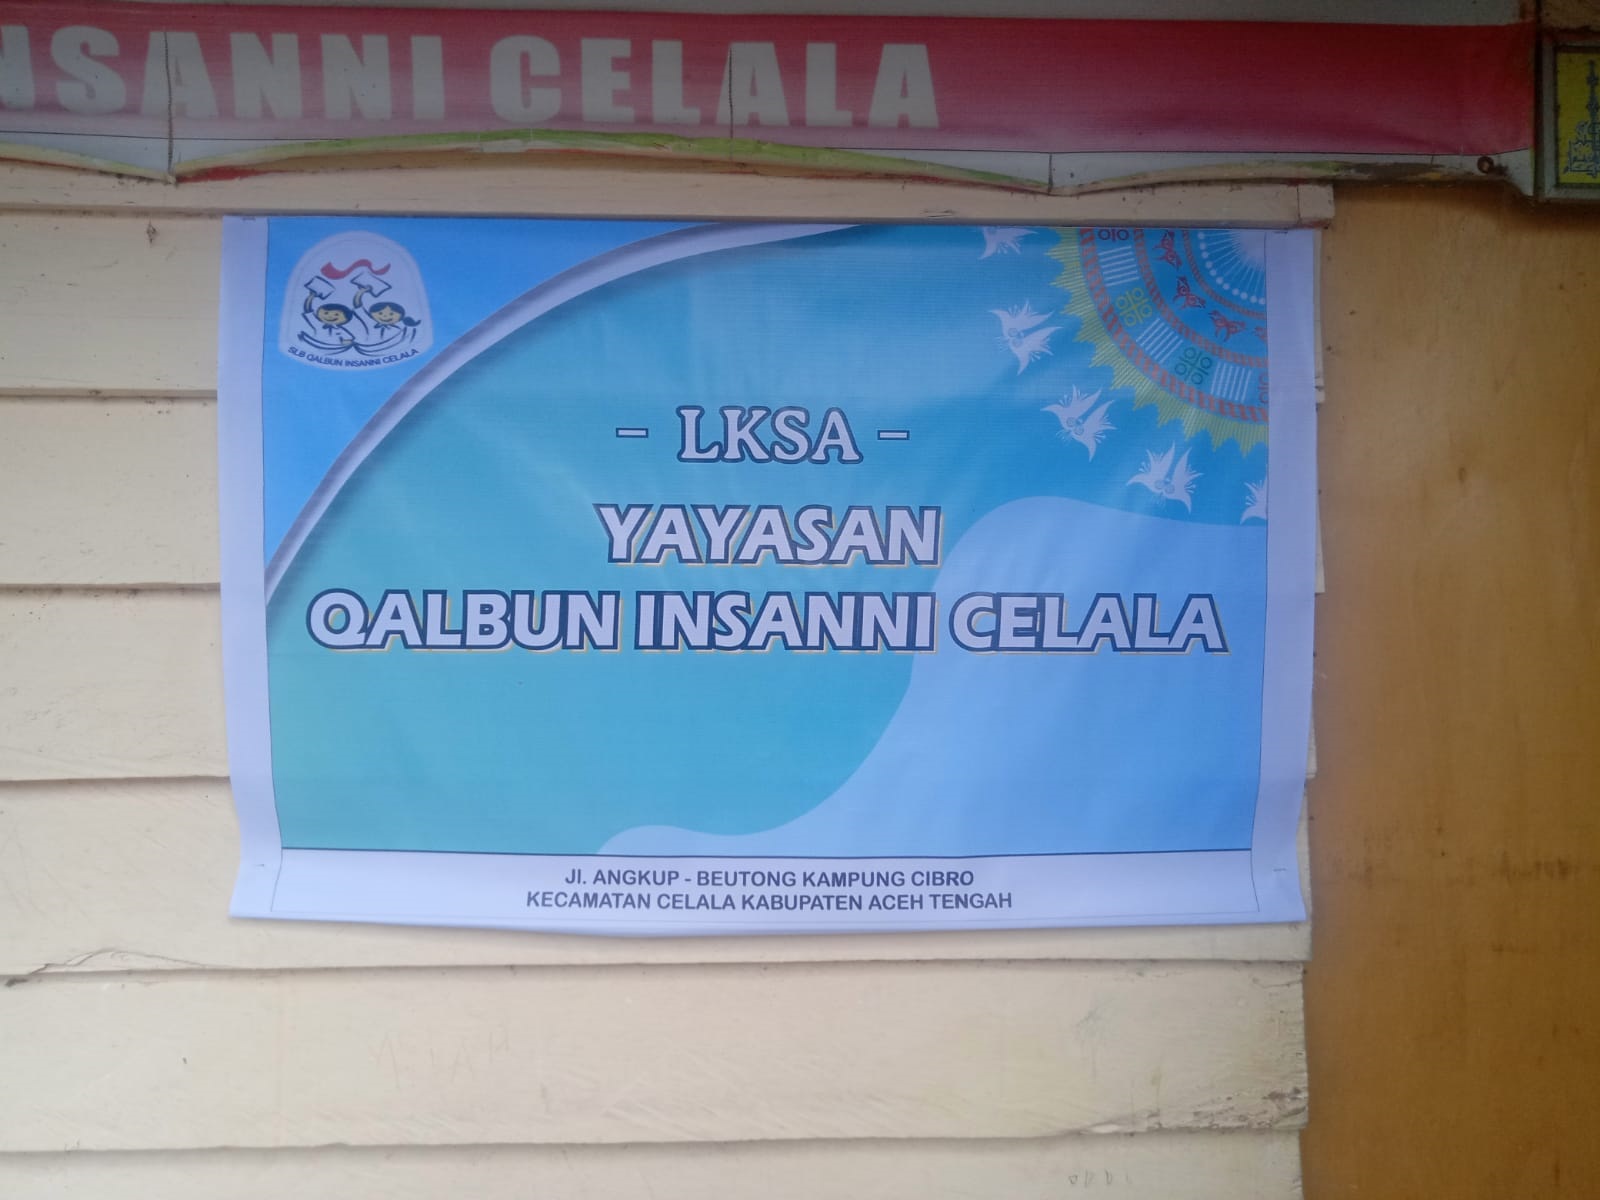 NSANNI CELALA
SLB QALBUN INSANNI CELALA
- LKSA -
YAYASAN
QALBUN INSANNI CELALA
Jl. ANGKUP - BEUTONG KAMPUNG CIBRO
KECAMATAN CELALA KABUPATEN ACEH TENGAH